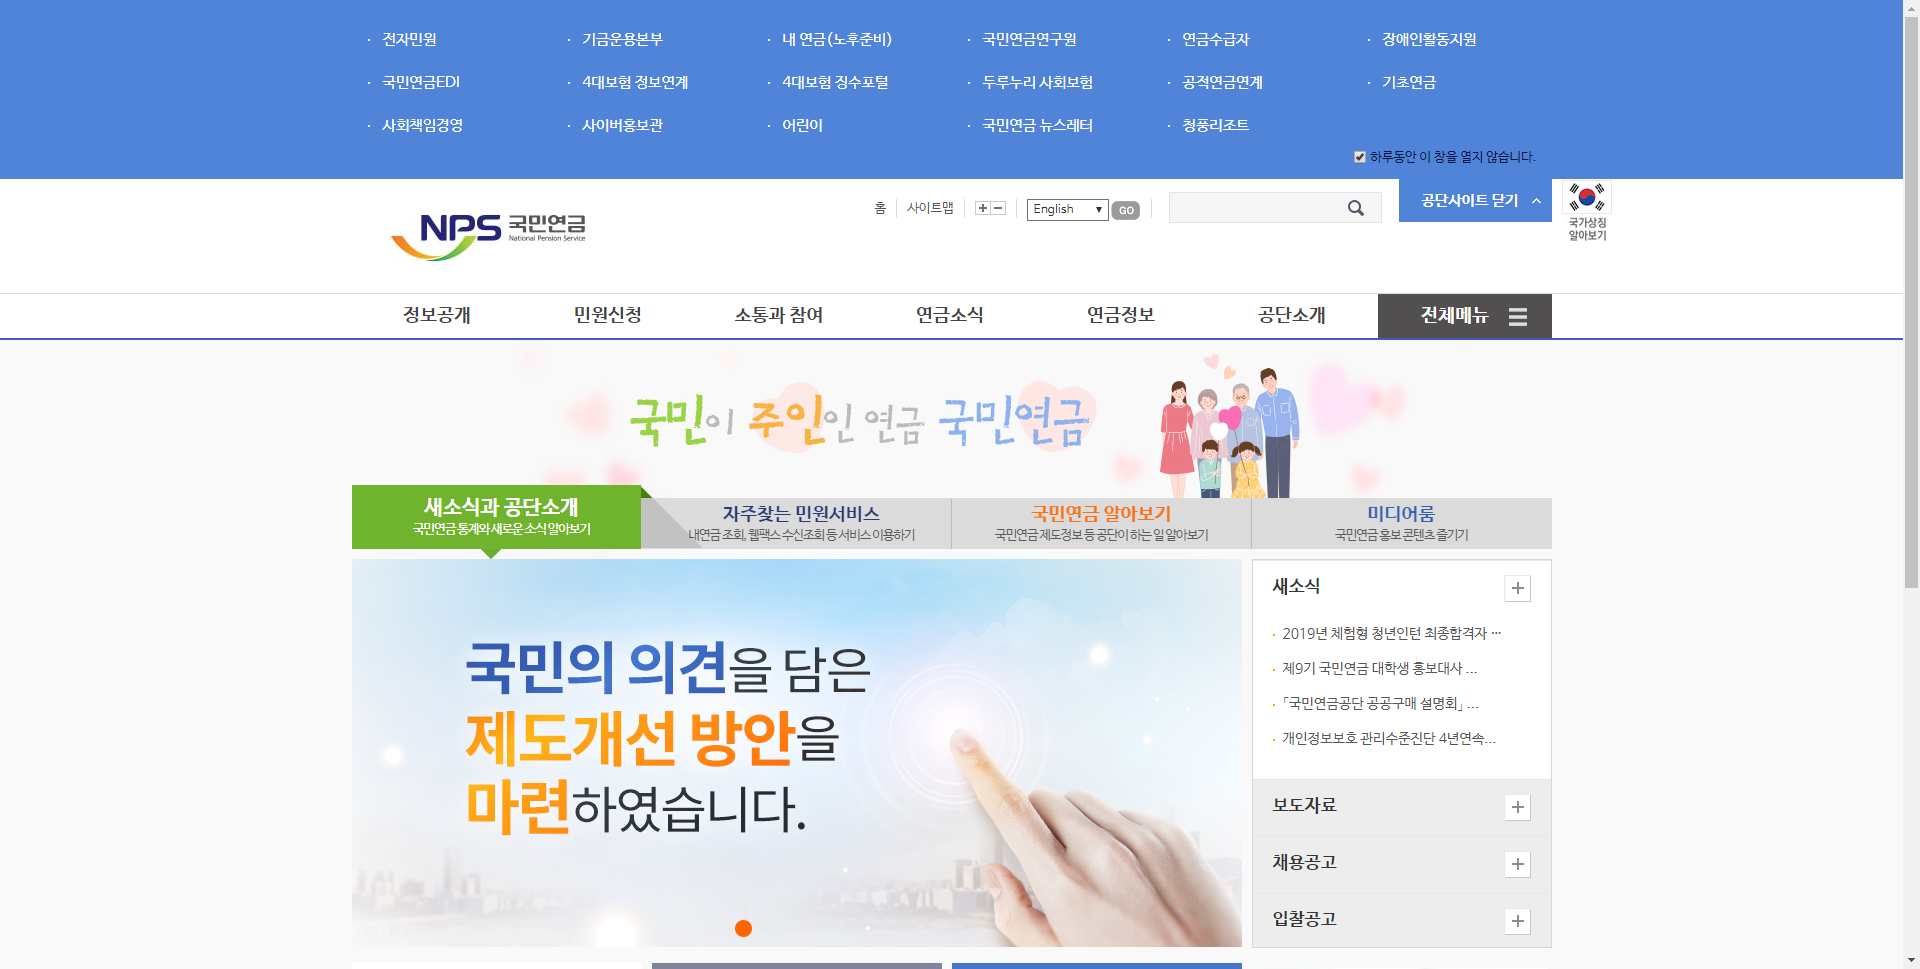 전자민원 기금운용본부 내 연금(노후준비) 국민연금연구원 연금수급자 장애인활동지원
국민연금EDI 4대보험 정보연계 4대보험 징수포털 두루누리 사회보험 공적연금연계 기초연금
사회책임경영 사이버홍보관 어린이 국민연금 뉴스레터 청풍리조트
하루동안 이 창을 열지 않습니다.
NPS 국민연금
National Pension Service
홈 사이트맵 English GO
공단사이트 닫기
국가상징
알아보기
정보공개 민원신청 소통과 참여 연금소식 연금정보 공단소개 전체메뉴
국민이 주인인 연금 국민연금
새소식과 공단소개
국민연금 통계와 새로운 소식 알아보기
자주찾는 민원서비스
내연금 조회, 웹팩스 수신조회 등 서비스 이용하기
국민연금 알아보기
국민연금 제도정보 등 공단이 하는 일 알아보기
미디어룸
국민연금 홍보 콘텐츠 즐기기
국민의 의견을 담은
제도개선 방안을
마련하였습니다.
새소식
2019년 체험형 청년인턴 최종합격자 ...
제9기 국민연금 대학생 홍보대사 ...
「국민연금공단 공공구매 설명회」 ...
개인정보보호 관리수준진단 4년연속...
보도자료
채용공고
입찰공고